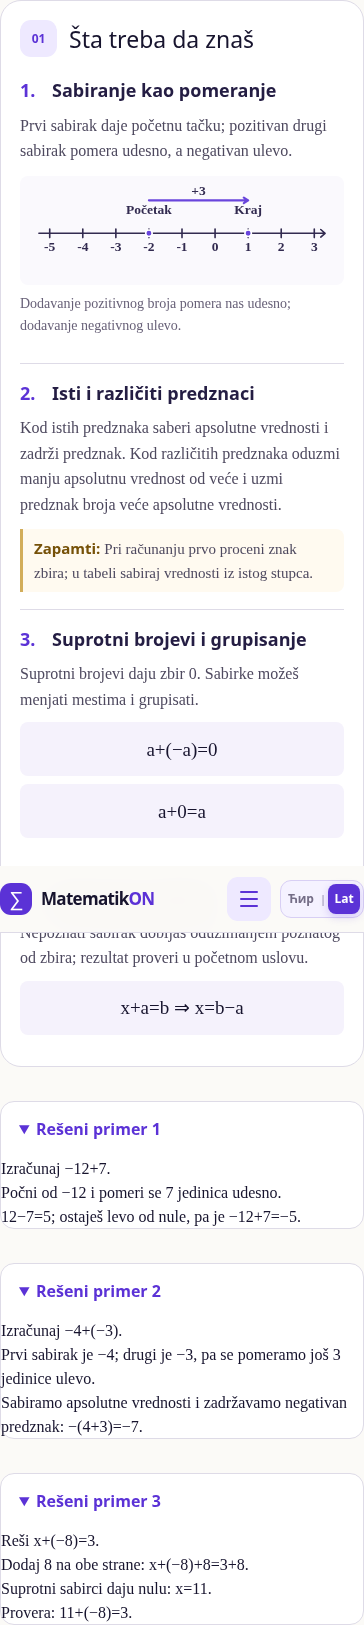 01 Šta treba da znaš
1. Sabiranje kao pomeranje
Prvi sabirak daje početnu tačku; pozitivan drugi
sabirak pomera udesno, a negativan ulevo.
+3
Početak Kraj
-5 -4 -3 -2 -1 0 1 2 3
Dodavanje pozitivnog broja pomera nas udesno;
dodavanje negativnog ulevo.
2. Isti i različiti predznaci
Kod istih predznaka saberi apsolutne vrednosti i
zadrži predznak. Kod različitih predznaka oduzmi
manju apsolutnu vrednost od veće i uzmi
predznak broja veće apsolutne vrednosti.
Zapamti: Pri računanju prvo proceni znak
zbira; u tabeli sabiraj vrednosti iz istog stupca.
3. Suprotni brojevi i grupisanje
Suprotni brojevi daju zbir 0. Sabirke možeš
menjati mestima i grupisati.
a+(−a)=0
a+0=a
∑ MatematikON ☰ Ћир | Lat
Nepoznati sabirak dobijaš oduzimanjem poznatog
od zbira; rezultat proveri u početnom uslovu.
x+a=b ⇒ x=b−a
▼ Rešeni primer 1
Izračunaj −12+7.
Počni od −12 i pomeri se 7 jedinica udesno.
12−7=5; ostaješ levo od nule, pa je −12+7=−5.
▼ Rešeni primer 2
Izračunaj −4+(−3).
Prvi sabirak je −4; drugi je −3, pa se pomeramo još 3
jedinice ulevo.
Sabiramo apsolutne vrednosti i zadržavamo negativan
predznak: −(4+3)=−7.
▼ Rešeni primer 3
Reši x+(−8)=3.
Dodaj 8 na obe strane: x+(−8)+8=3+8.
Suprotni sabirci daju nulu: x=11.
Provera: 11+(−8)=3.